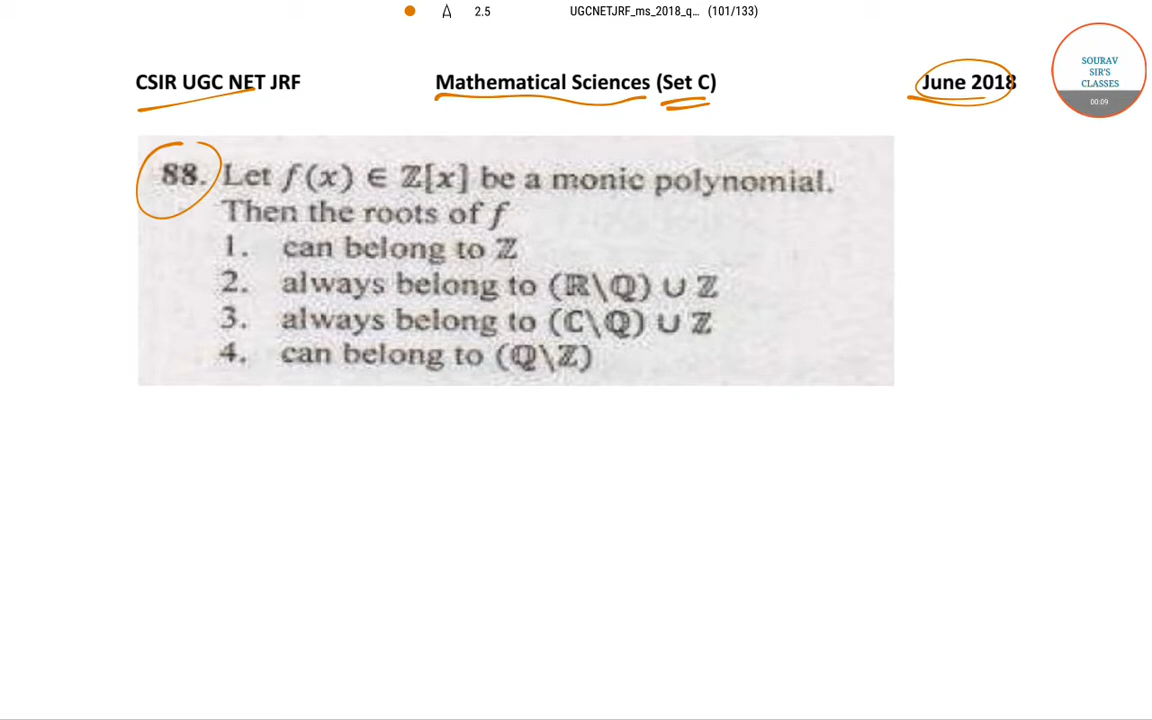 2.5 UGCNETJRF_ms_2018_q... (101/133)
CSIR UGC NET JRF Mathematical Sciences (Set C) June 2018
SOURAV
SIR'S
CLASSES
00:09
88. Let f(x) ∈ ℤ[x] be a monic polynomial.
Then the roots of f
1. can belong to ℤ
2. always belong to (ℝ\ℚ) ∪ ℤ
3. always belong to (ℂ\ℚ) ∪ ℤ
4. can belong to (ℚ\ℤ)